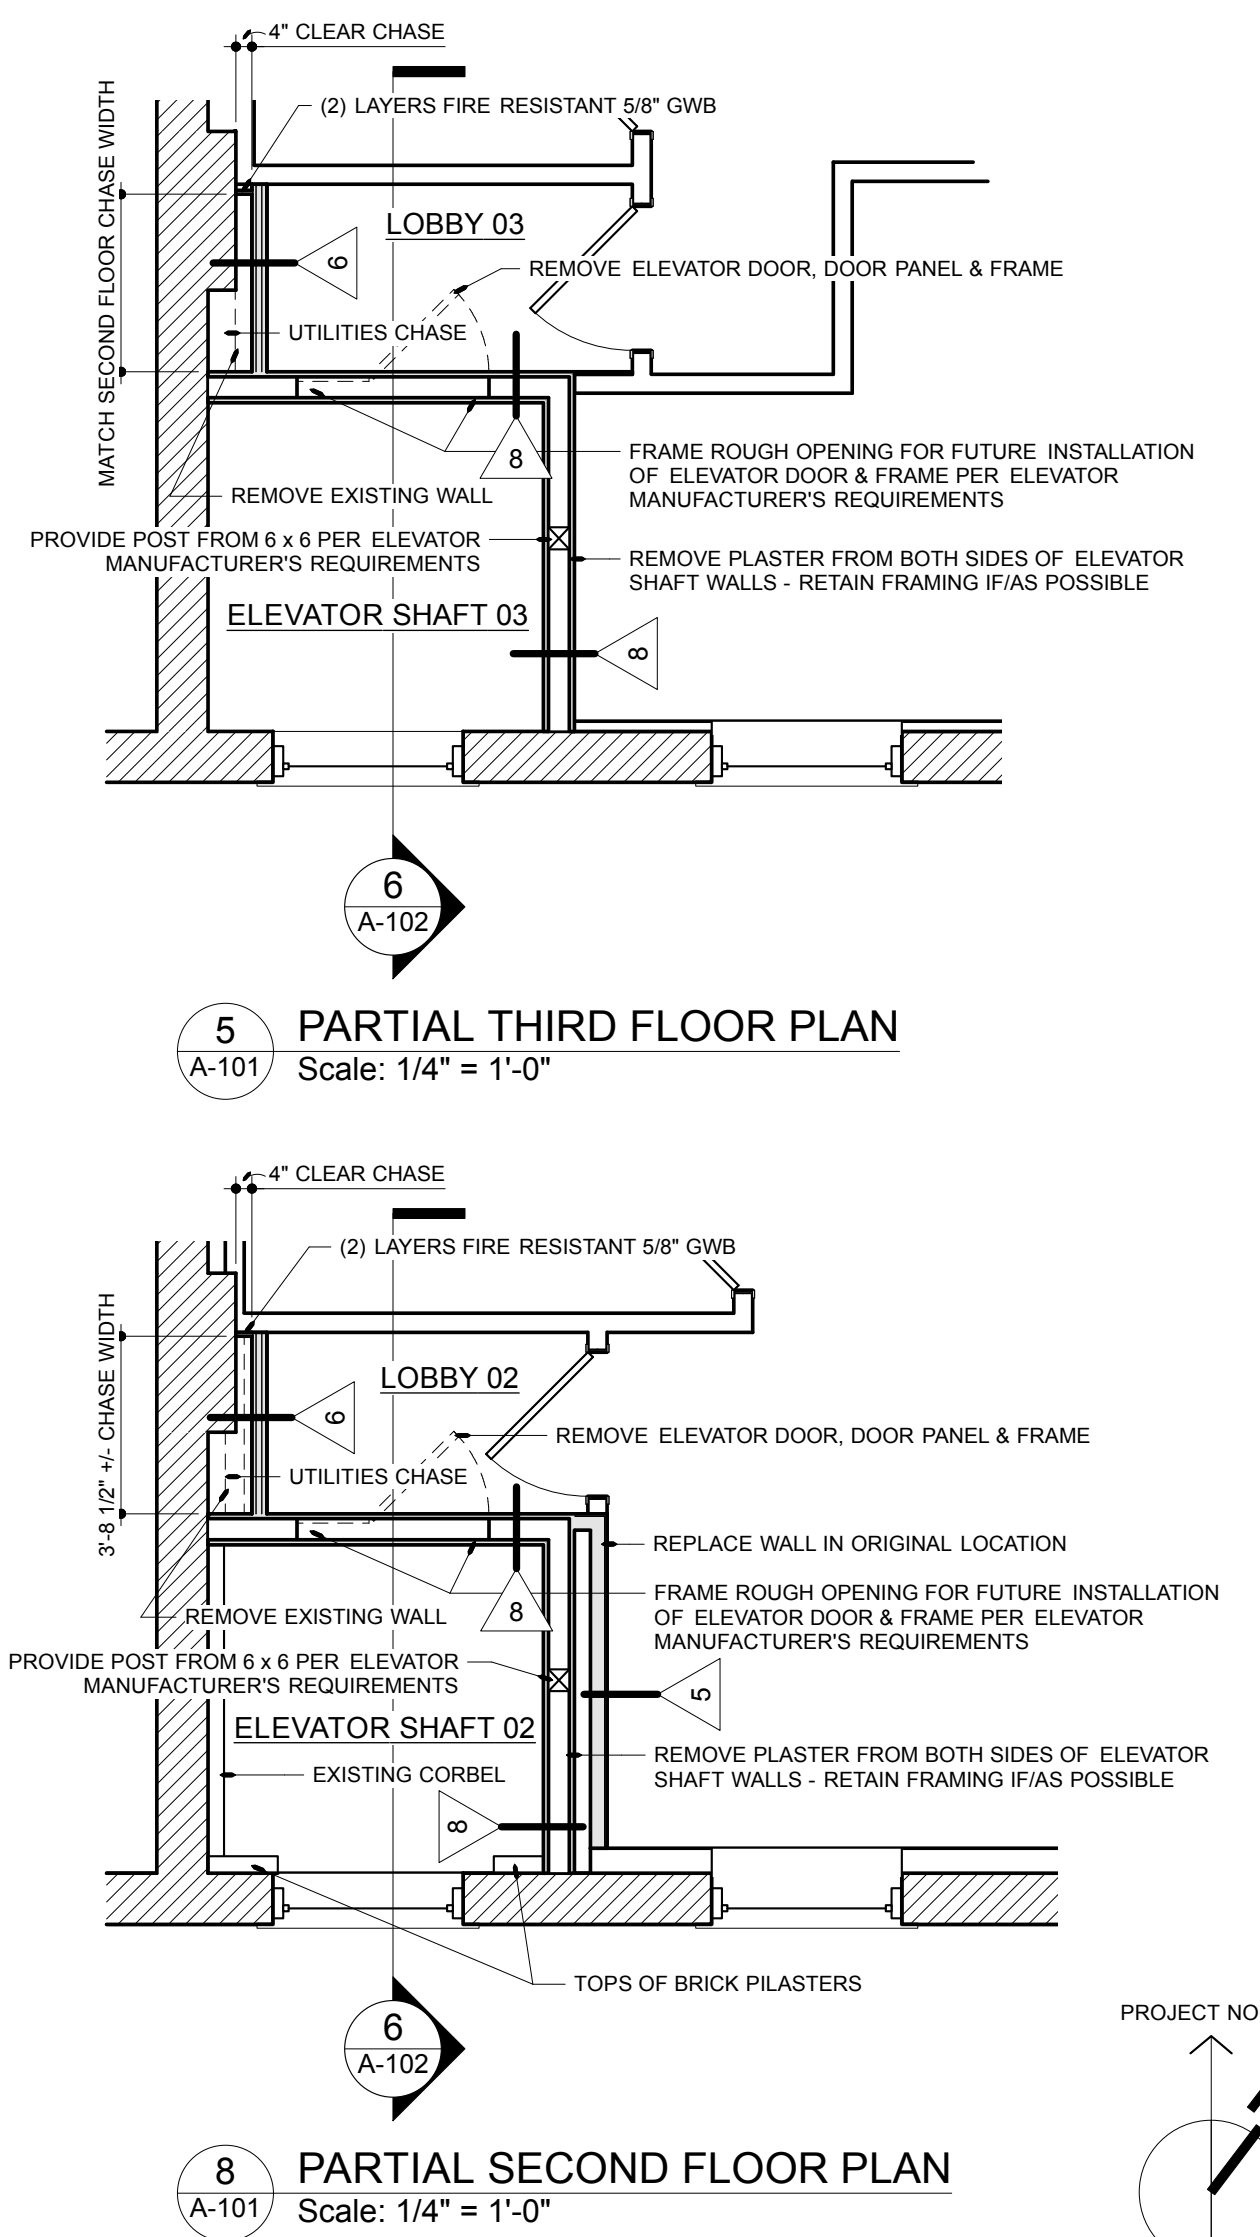 4" CLEAR CHASE
(2) LAYERS FIRE RESISTANT 5/8" GWB
MATCH SECOND FLOOR CHASE WIDTH
LOBBY 03
6
REMOVE ELEVATOR DOOR, DOOR PANEL & FRAME
UTILITIES CHASE
8
FRAME ROUGH OPENING FOR FUTURE INSTALLATION
OF ELEVATOR DOOR & FRAME PER ELEVATOR
MANUFACTURER'S REQUIREMENTS
REMOVE EXISTING WALL
PROVIDE POST FROM 6 x 6 PER ELEVATOR
MANUFACTURER'S REQUIREMENTS
REMOVE PLASTER FROM BOTH SIDES OF ELEVATOR
SHAFT WALLS - RETAIN FRAMING IF/AS POSSIBLE
ELEVATOR SHAFT 03
8
6
A-102
5
A-101
PARTIAL THIRD FLOOR PLAN
Scale: 1/4" = 1'-0"
4" CLEAR CHASE
(2) LAYERS FIRE RESISTANT 5/8" GWB
3'-8 1/2" +/- CHASE WIDTH
LOBBY 02
6
REMOVE ELEVATOR DOOR, DOOR PANEL & FRAME
UTILITIES CHASE
REPLACE WALL IN ORIGINAL LOCATION
8
FRAME ROUGH OPENING FOR FUTURE INSTALLATION
OF ELEVATOR DOOR & FRAME PER ELEVATOR
MANUFACTURER'S REQUIREMENTS
REMOVE EXISTING WALL
PROVIDE POST FROM 6 x 6 PER ELEVATOR
MANUFACTURER'S REQUIREMENTS
5
ELEVATOR SHAFT 02
REMOVE PLASTER FROM BOTH SIDES OF ELEVATOR
SHAFT WALLS - RETAIN FRAMING IF/AS POSSIBLE
EXISTING CORBEL
8
TOPS OF BRICK PILASTERS
6
A-102
PROJECT NO
8
A-101
PARTIAL SECOND FLOOR PLAN
Scale: 1/4" = 1'-0"